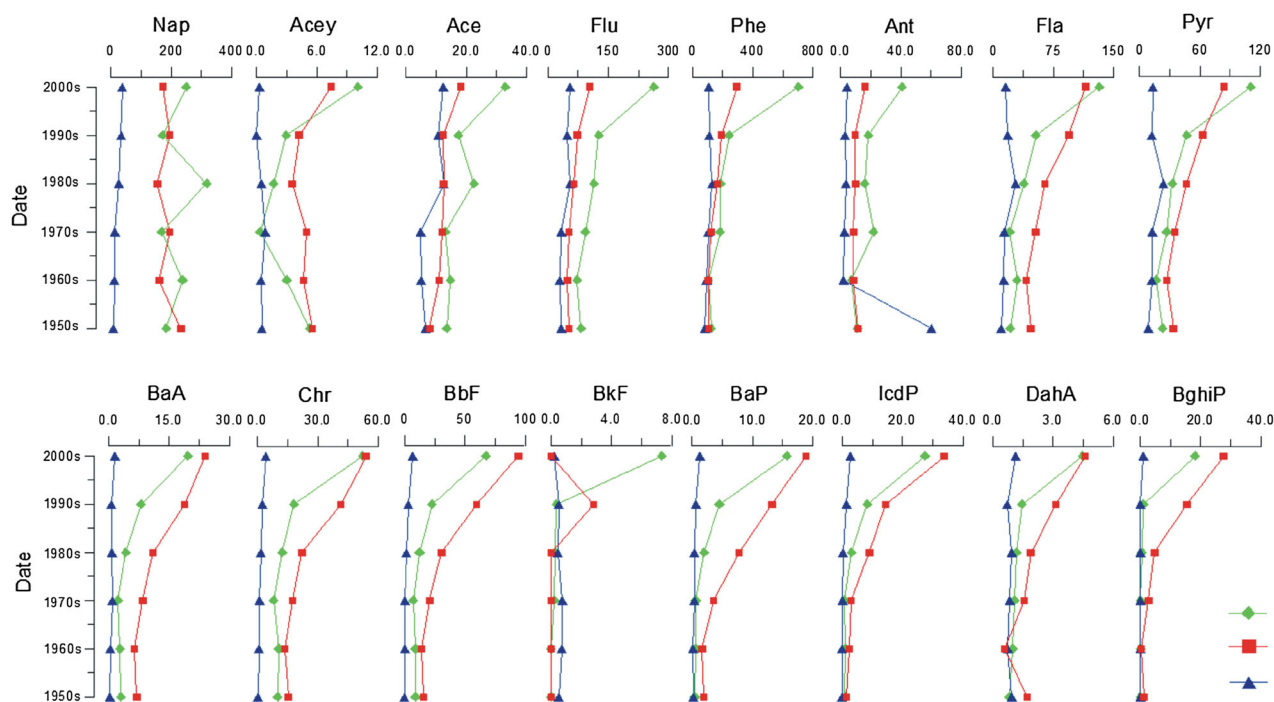 Nap Acey Ace Flu Phe Ant Fla Pyr
0 200 400 0.0 6.0 12.0 0.0 20.0 40.0 0 150 300 0 400 800 0.0 40.0 80.0 0 75 150 0 60 120
2000s
1990s
1980s
1970s
1960s
1950s
Date
BaA Chr BbF BkF BaP IcdP DahA BghiP
0.0 15.0 30.0 0.0 30.0 60.0 0 50 100 0.0 4.0 8.0 0.0 10.0 20.0 0.0 20.0 40.0 0.0 3.0 6.0 0.0 20.0 40.0
2000s
1990s
1980s
1970s
1960s
1950s
Date